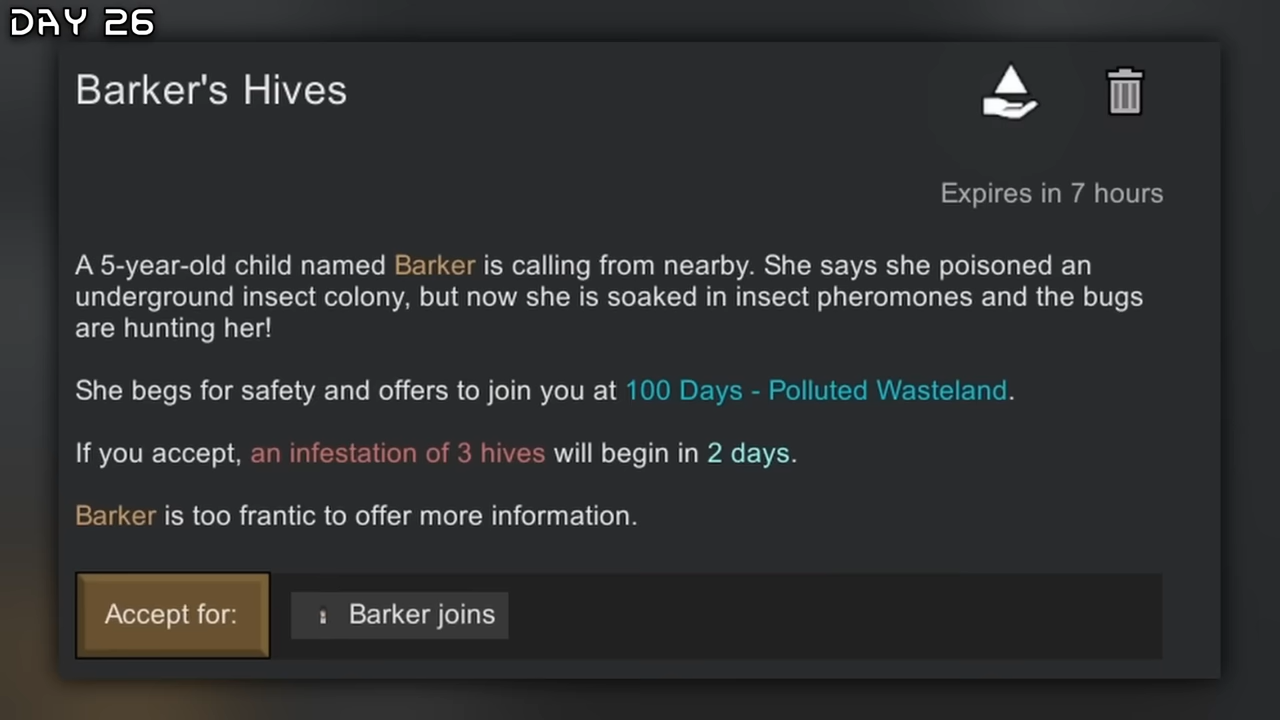 DAY 26
Barker's Hives
Expires in 7 hours
A 5-year-old child named Barker is calling from nearby. She says she poisoned an
underground insect colony, but now she is soaked in insect pheromones and the bugs
are hunting her!
She begs for safety and offers to join you at 100 Days - Polluted Wasteland.
If you accept, an infestation of 3 hives will begin in 2 days.
Barker is too frantic to offer more information.
Accept for:
Barker joins